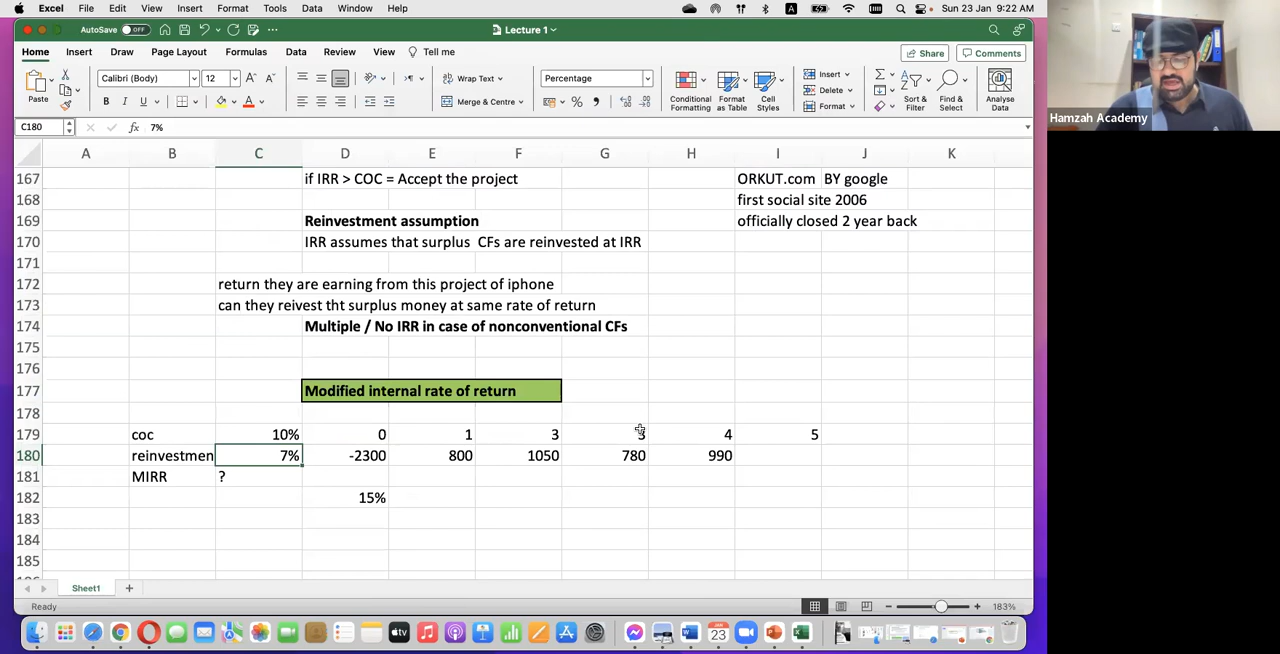 Excel File Edit View Insert Format Tools Data Window Help Sun 23 Jan 9:22 AM
AutoSave OFF Lecture 1
Home Insert Draw Page Layout Formulas Data Review View Tell me Share Comments
Paste Calibri (Body) 12 Wrap Text Merge & Centre Percentage Conditional Formatting Format as Table Cell Styles Insert Delete Format Sort & Filter Find & Select Analyse Data
C180 fx 7%
A B C D E F G H I J K
167 if IRR > COC = Accept the project ORKUT.com BY google
168 first social site 2006
169 Reinvestment assumption officially closed 2 year back
170 IRR assumes that surplus CFs are reinvested at IRR
171
172 return they are earning from this project of iphone
173 can they reivest tht surplus money at same rate of return
174 Multiple / No IRR in case of nonconventional CFs
175
176
177 Modified internal rate of return
178
179 coc 10% 0 1 3 3 4 5
180 reinvestmen 7% -2300 800 1050 780 990
181 MIRR ?
182 15%
183
184
185
Sheet1
Ready 183%
Hamzah Academy